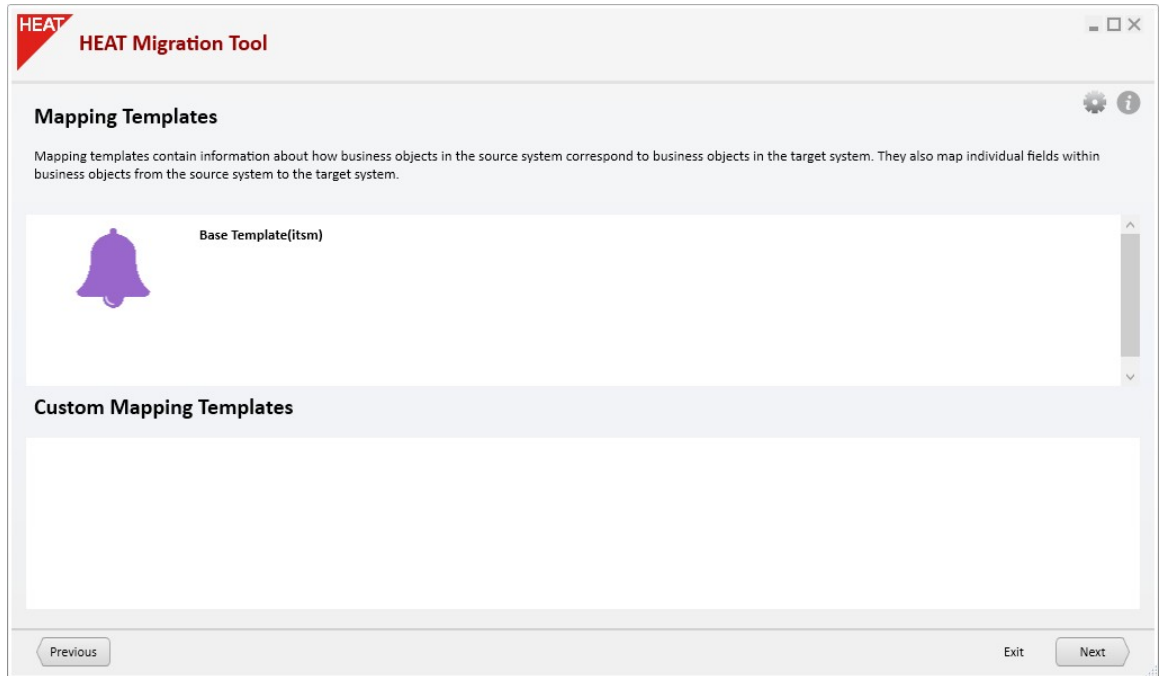 HEAT
HEAT Migration Tool
Mapping Templates
Mapping templates contain information about how business objects in the source system correspond to business objects in the target system. They also map individual fields within
business objects from the source system to the target system.
Base Template(itsm)
Custom Mapping Templates
Previous
Exit
Next